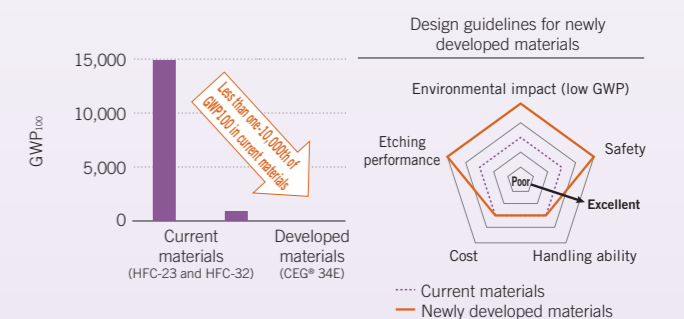 Design guidelines for newly
developed materials
15,000
10,000
5,000
0
GWP₁₀₀
Less than one-10,000th of
GWP100 in current materials
Current
materials
(HFC-23 and HFC-32)
Developed
materials
(CEG® 34E)
Environmental impact (low GWP)
Etching
performance
Safety
Poor
Excellent
Cost
Handling ability
Current materials
Newly developed materials